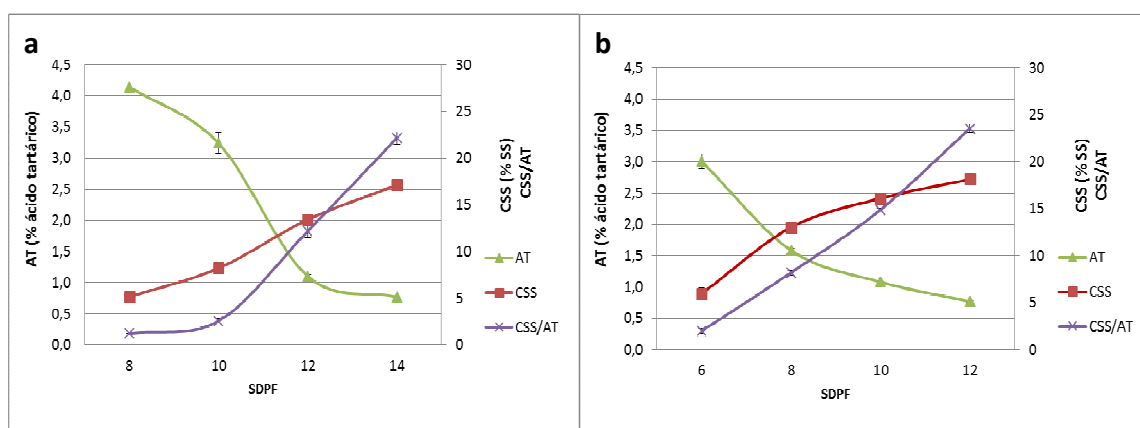 a
AT (% ácido tartárico)
4,5
4,0
3,5
3,0
2,5
2,0
1,5
1,0
0,5
0,0
30
25
20
15
10
5
0
CSS (% SS)
CSS/AT
8 10 12 14
SDPF
AT
CSS
CSS/AT
b
AT (% ácido tartárico)
4,5
4,0
3,5
3,0
2,5
2,0
1,5
1,0
0,5
0,0
30
25
20
15
10
5
0
CSS (% SS)
CSS/AT
6 8 10 12
SDPF
AT
CSS
CSS/AT